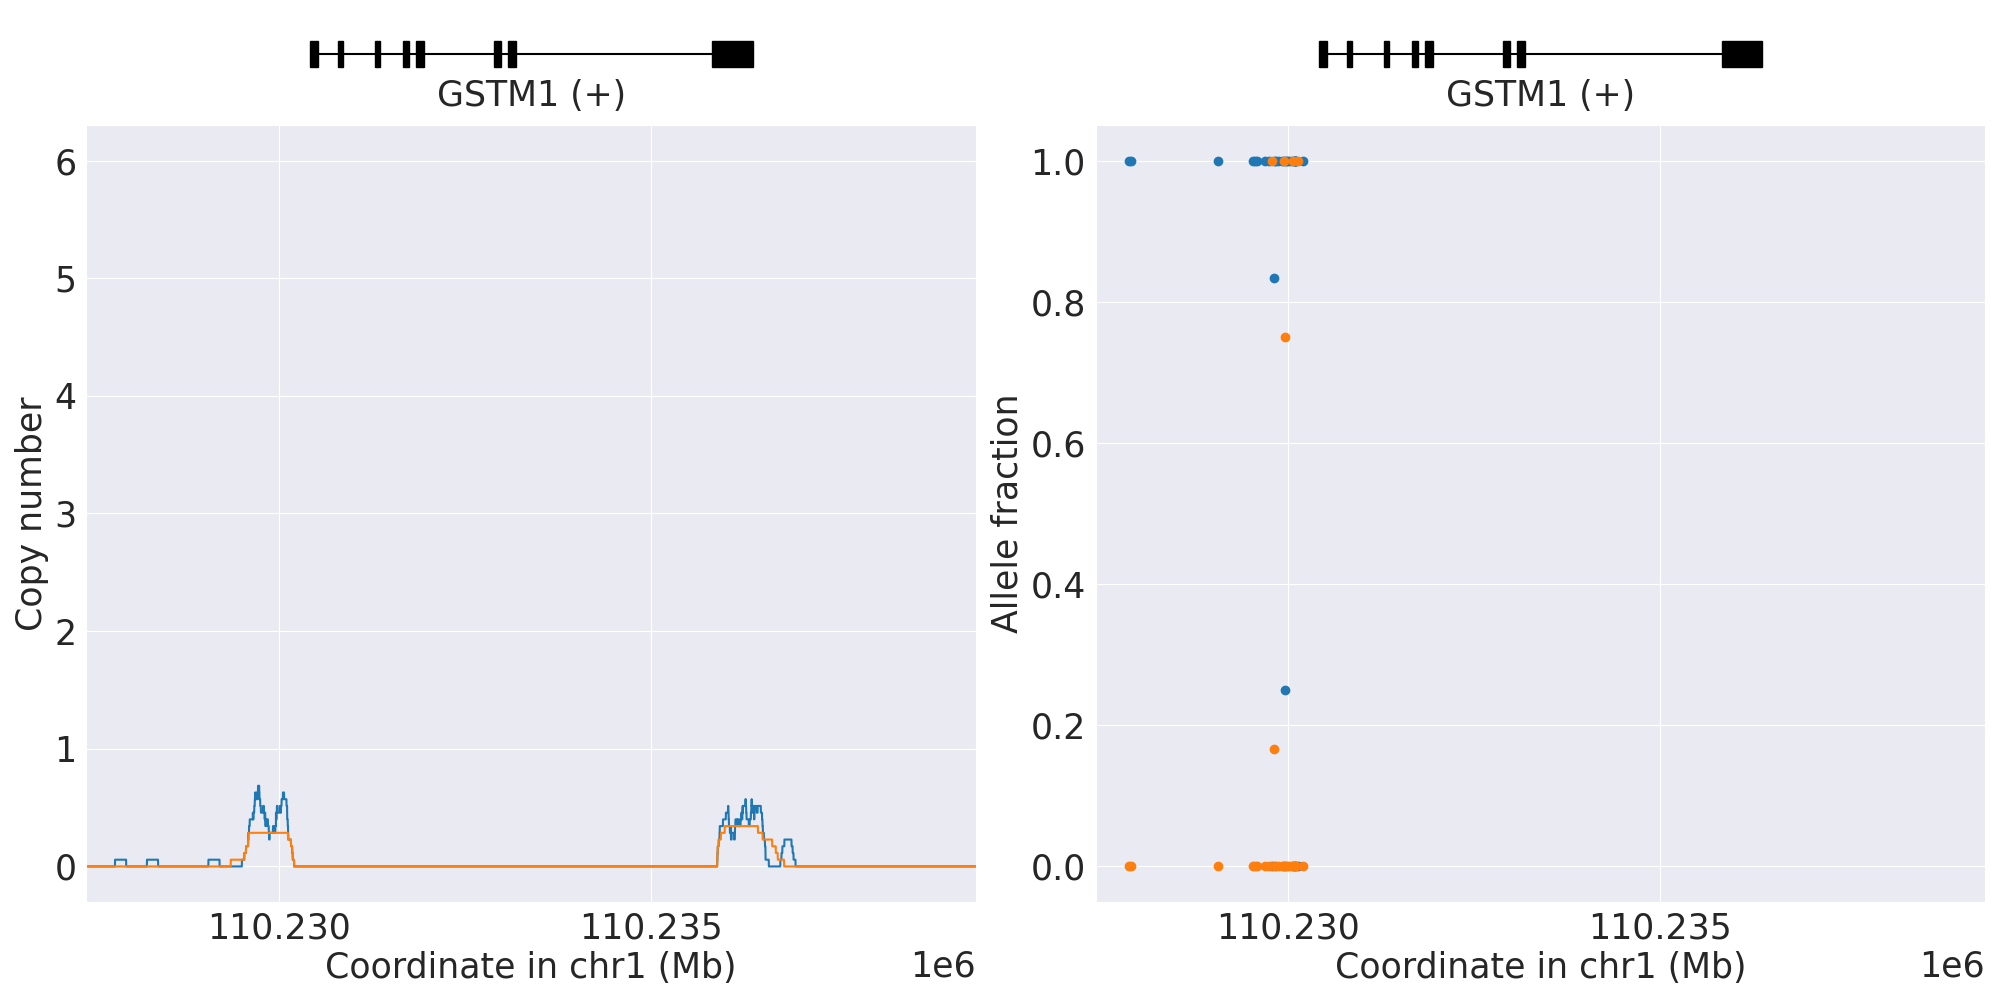 GSTM1 (+)
GSTM1 (+)
Copy number
6
5
4
3
2
1
0
110.230
110.235
Coordinate in chr1 (Mb)
1e6
Allele fraction
1.0
0.8
0.6
0.4
0.2
0.0
110.230
110.235
Coordinate in chr1 (Mb)
1e6